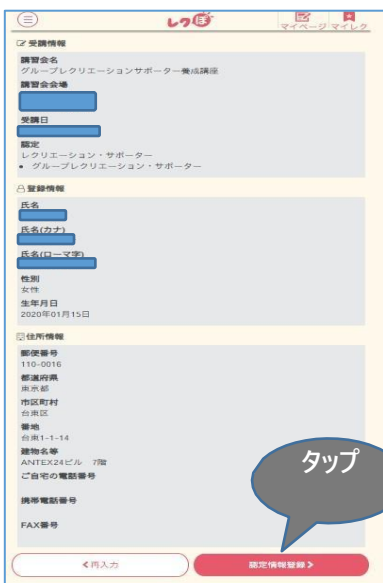 レクぽ
マイページ マイレク
受講情報
講習会名
グループレクリエーションサポーター養成講座
講習会会場
受講日
認定
レクリエーション・サポーター
• グループレクリエーション・サポーター
登録情報
氏名
氏名(カナ)
氏名(ローマ字)
性別
女性
生年月日
2020年01月15日
住所情報
郵便番号
110-0016
都道府県
東京都
市区町村
台東区
番地
台東1-1-14
建物名等
ANTEX24ビル 7階
ご自宅の電話番号
携帯電話番号
FAX番号
タップ
<再入力
認定情報登録>